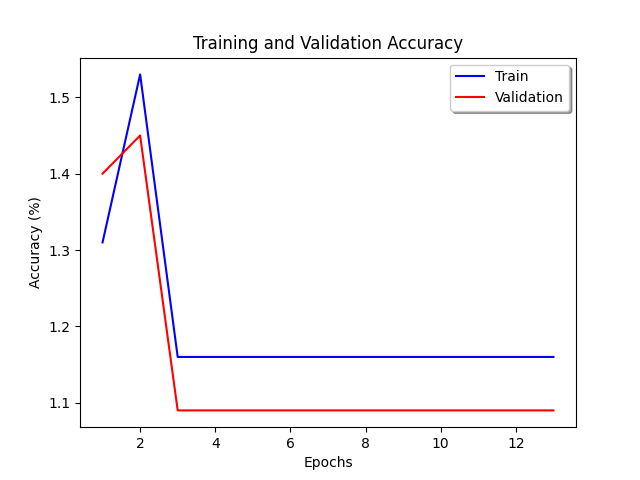 Training and Validation Accuracy
Train
Validation
Accuracy (%)
1.5
1.4
1.3
1.2
1.1
2 4 6 8 10 12
Epochs